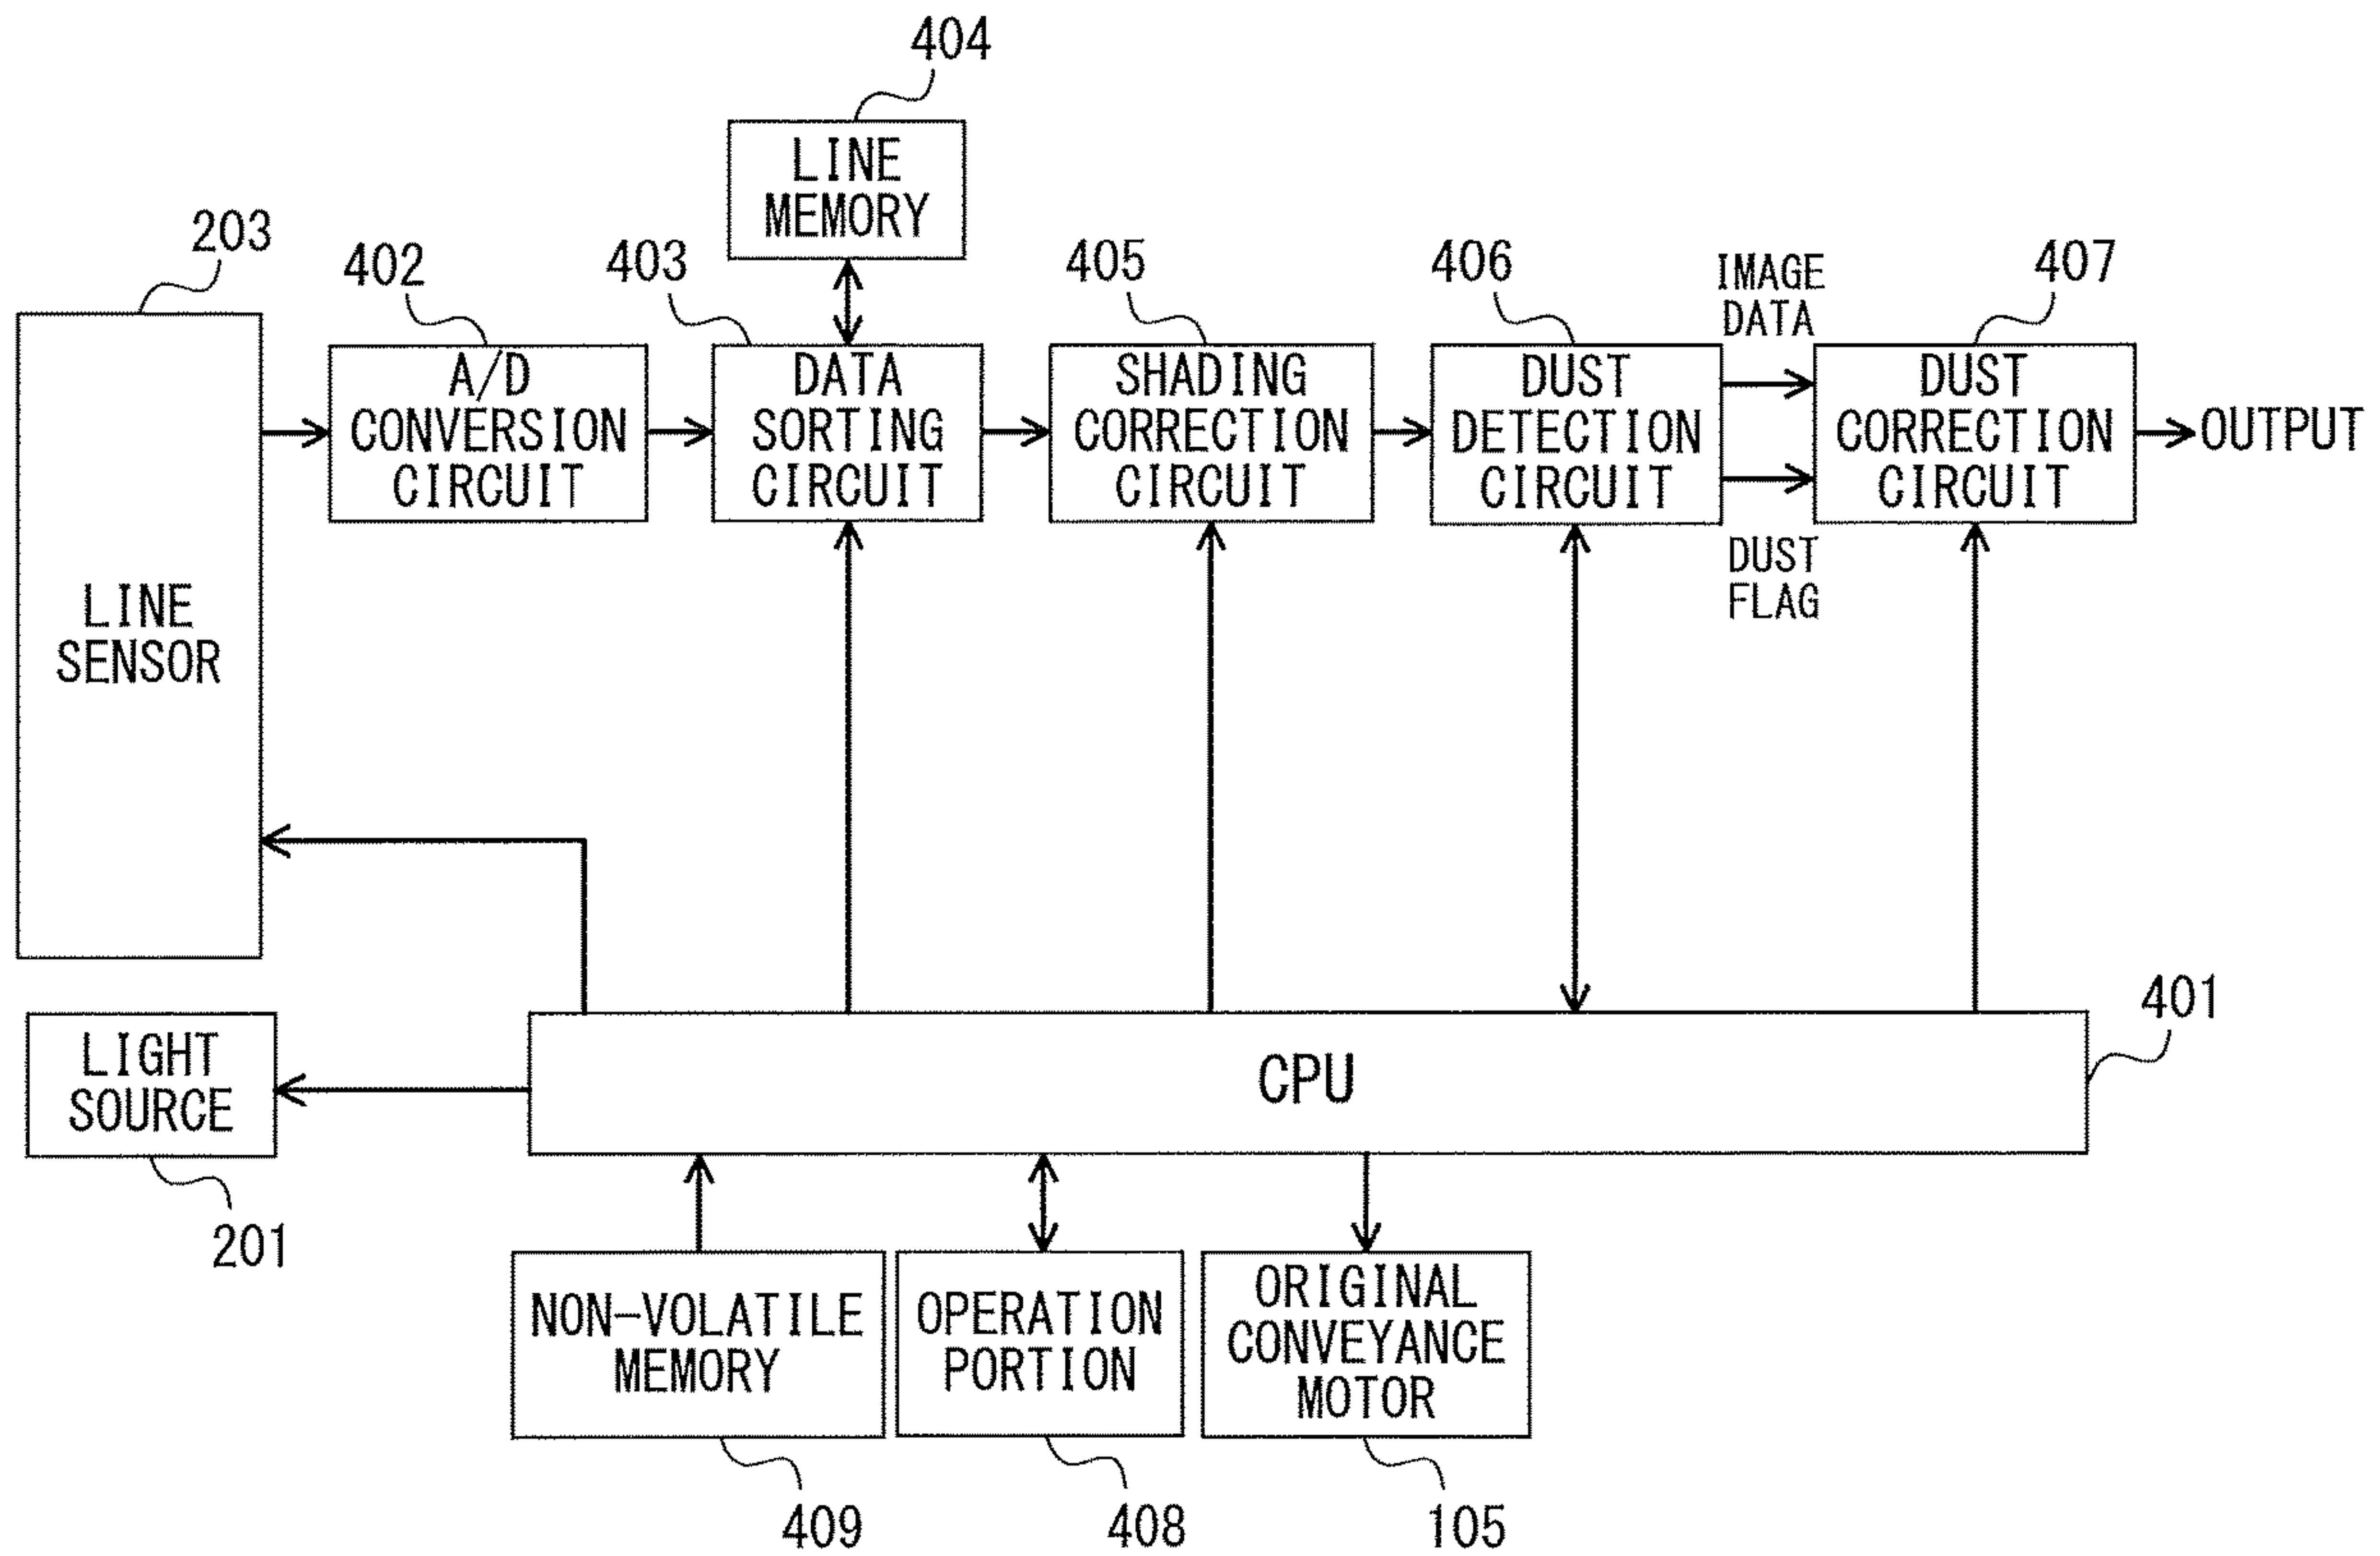 404
LINE
MEMORY
203
402
403
405
406
IMAGE
DATA
407
A/D
CONVERSION
CIRCUIT
DATA
SORTING
CIRCUIT
SHADING
CORRECTION
CIRCUIT
DUST
DETECTION
CIRCUIT
DUST
CORRECTION
CIRCUIT
OUTPUT
DUST
FLAG
LINE
SENSOR
401
LIGHT
SOURCE
CPU
201
NON-VOLATILE
MEMORY
OPERATION
PORTION
ORIGINAL
CONVEYANCE
MOTOR
409
408
105